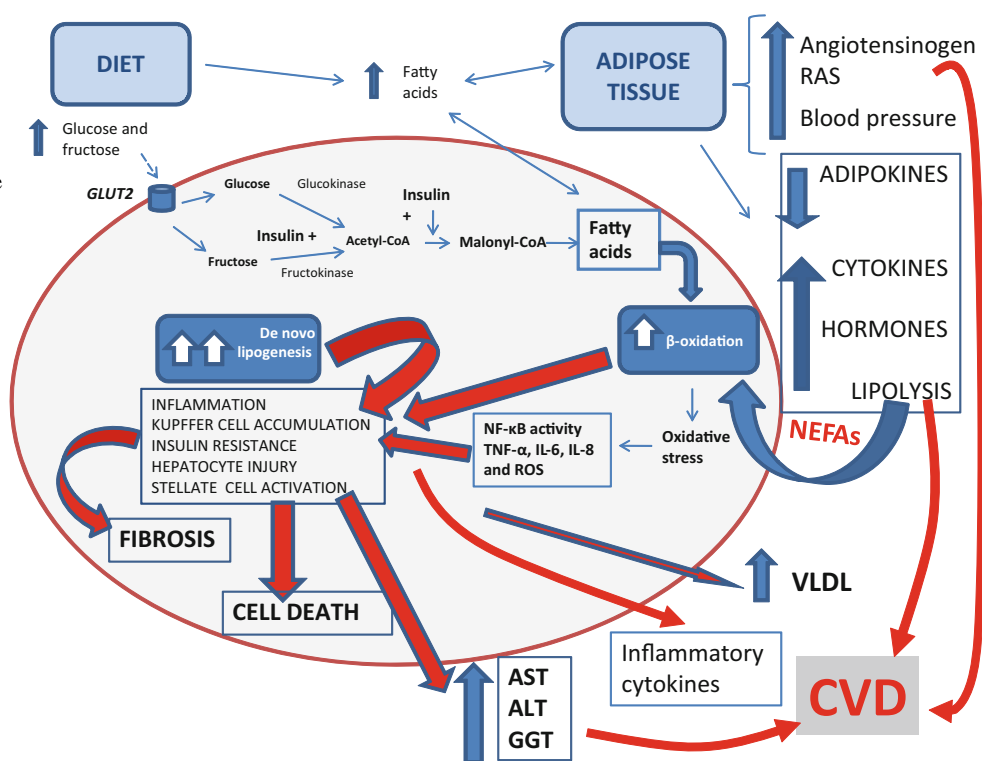 DIET
Fatty
acids
ADIPOSE
TISSUE
Angiotensinogen
RAS
Blood pressure
Glucose and
fructose
e
GLUT2
Glucose
Glucokinase
Insulin
+
ADIPOKINES
Insulin +
Acetyl-CoA
Malonyl-CoA
Fatty
acids
Fructose
Fructokinase
CYTOKINES
HORMONES
LIPOLYSIS
De novo
lipogenesis
β-oxidation
INFLAMMATION
KUPFFER CELL ACCUMULATION
INSULIN RESISTANCE
HEPATOCYTE INJURY
STELLATE CELL ACTIVATION
NF-κB activity
TNF-α, IL-6, IL-8
and ROS
Oxidative
stress
NEFAs
FIBROSIS
CELL DEATH
VLDL
Inflammatory
cytokines
AST
ALT
GGT
CVD